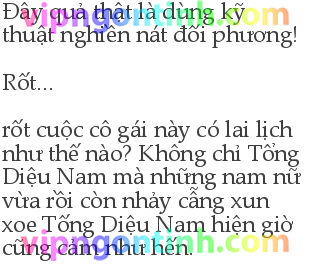 Đây quả thật là dùng kỹ
thuật nghiền nát đối phương!
Rốt...
rốt cuộc cô gái này có lai lịch
như thế nào? Không chỉ Tống
Diệu Nam mà những nam nữ
vừa rồi còn nhảy cẫng xun
xoe Tống Diệu Nam hiện giờ
cũng câm như hến.
vipngontinh.com
vipngontinh.com